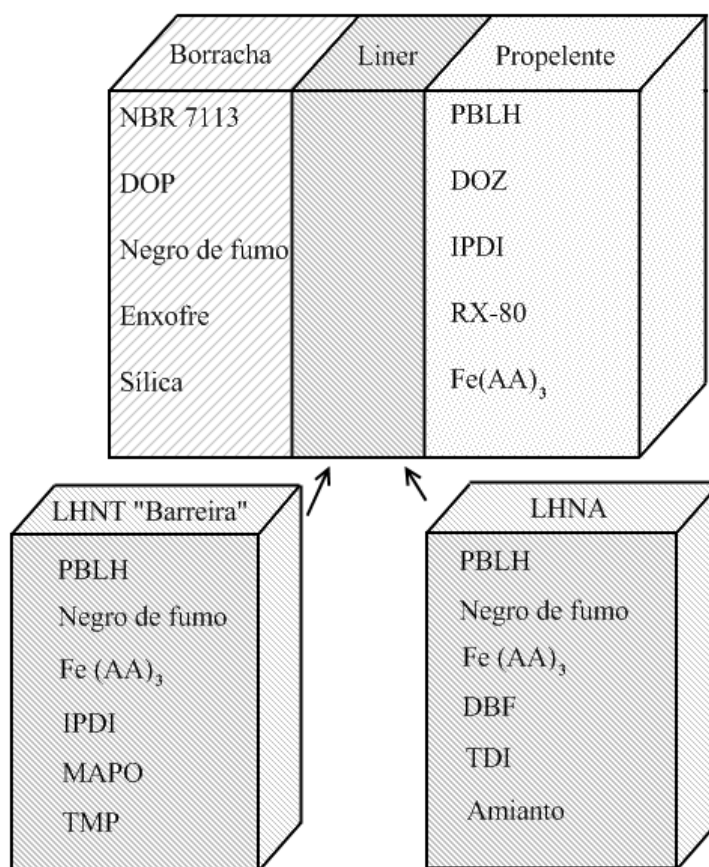 Borracha
Liner
Propelente
NBR 7113
DOP
Negro de fumo
Enxofre
Sílica
PBLH
DOZ
IPDI
RX-80
Fe(AA)₃
LHNT "Barreira"
PBLH
Negro de fumo
Fe (AA)₃
IPDI
MAPO
TMP
LHNA
PBLH
Negro de fumo
Fe (AA)₃
DBF
TDI
Amianto